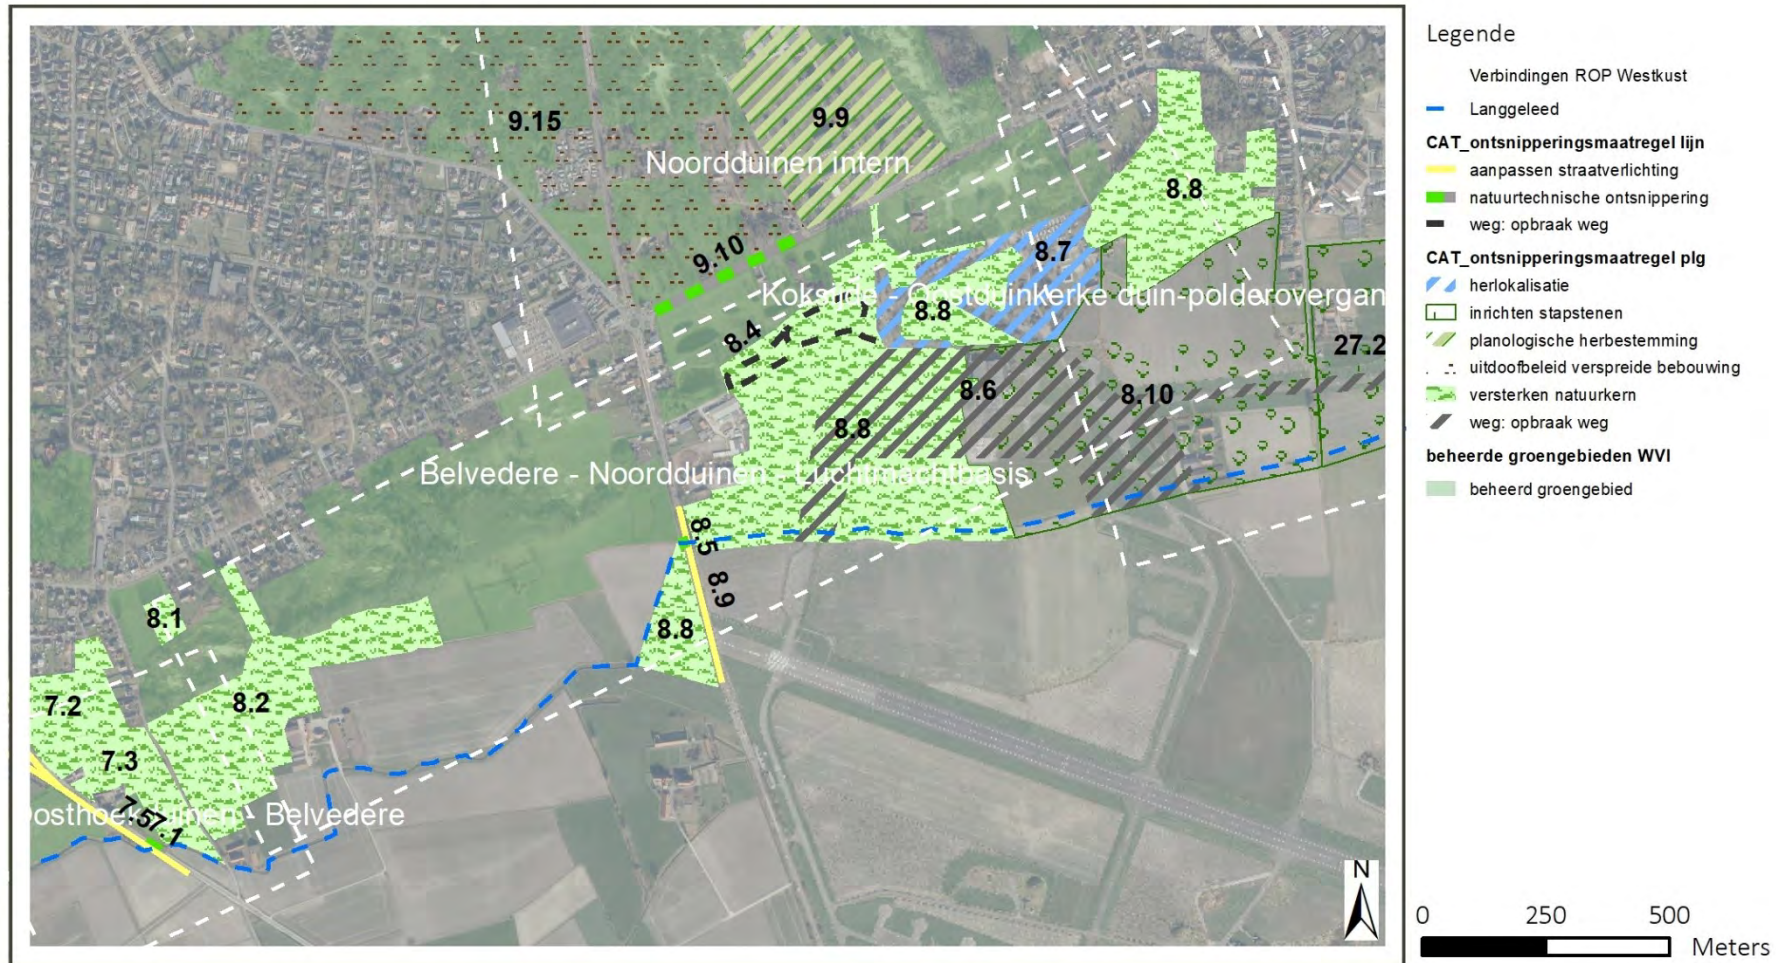 9.15
9.9
Noordduinen intern
8.8
9.10
8.7
Koksijde - Oostduinkerke duin-polderovergan
8.8
8.4
27.2
8.6
8.10
8.8
Belvedere - Noordduinen - Luchtmachtbasis
8.5
8.9
8.1
8.8
7.2
8.2
7.3
7.57.1
Oosthoekduinen - Belvedere
N
Legende
Verbindingen ROP Westkust
Langgeleed
CAT_ontsnipperingsmaatregel lijn
aanpassen straatverlichting
natuurtechnische ontsnippering
weg: opbraak weg
CAT_ontsnipperingsmaatregel plg
herlokalisatie
inrichten stapstenen
planologische herbestemming
uitdoofbeleid verspreide bebouwing
versterken natuurkern
weg: opbraak weg
beheerde groengebieden WVI
beheerd groengebied
0 250 500
Meters